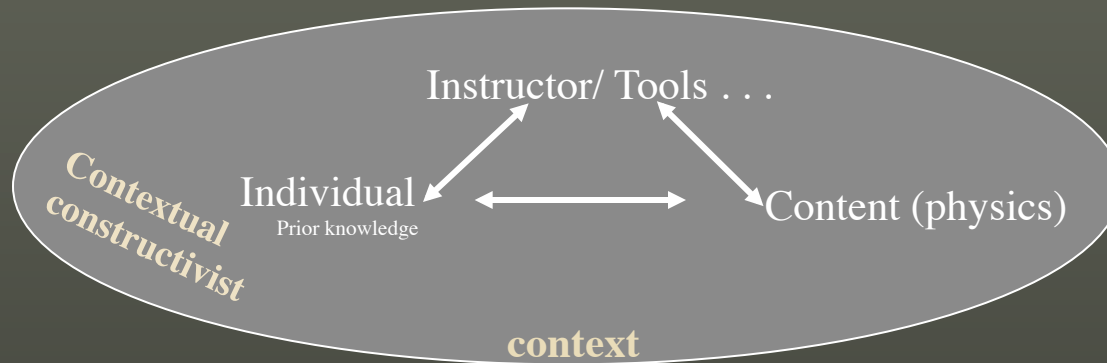 Instructor/ Tools . . .
Contextual
constructivist
Individual
Prior knowledge
Content (physics)
context